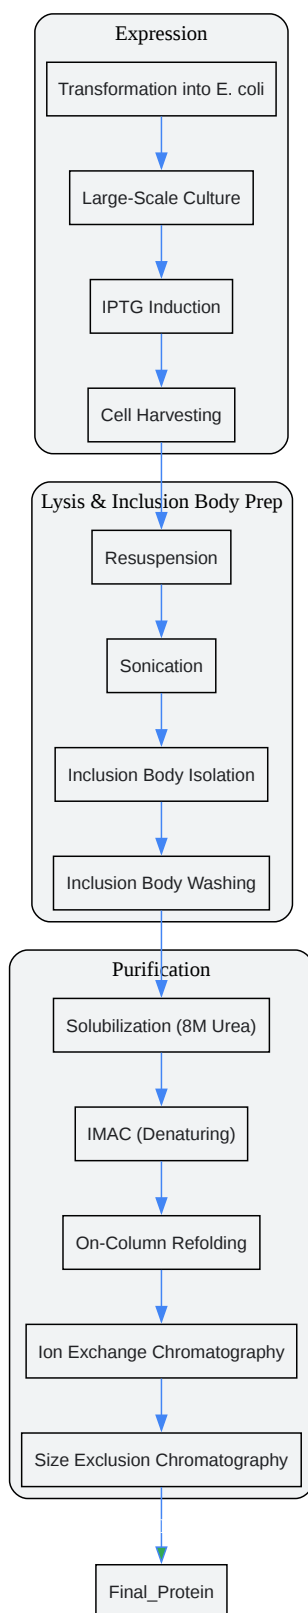 Expression
Transformation into E. coli
Large-Scale Culture
IPTG Induction
Cell Harvesting
Lysis & Inclusion Body Prep
Resuspension
Sonication
Inclusion Body Isolation
Inclusion Body Washing
Purification
Solubilization (8M Urea)
IMAC (Denaturing)
On-Column Refolding
Ion Exchange Chromatography
Size Exclusion Chromatography
Final_Protein